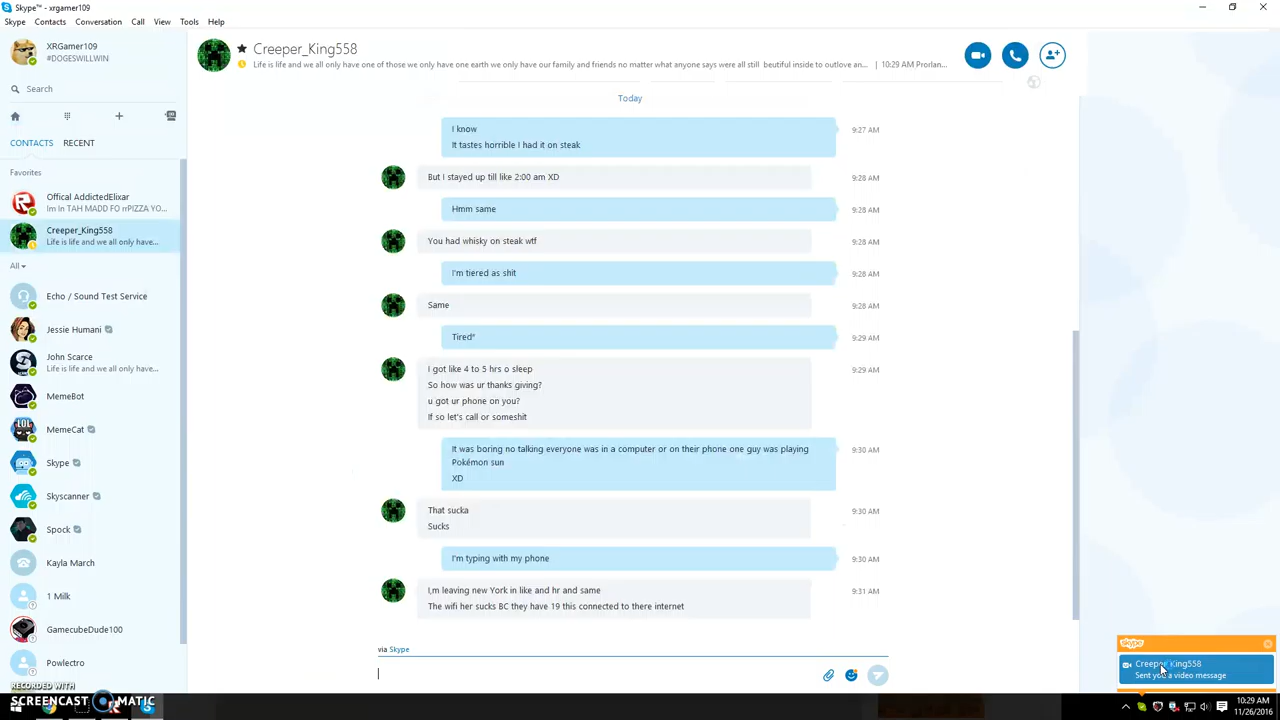 Skype™ - xrgamer109
Skype Contacts Conversation Call View Tools Help
XRGamer109
#DOGESWILLWIN
Search
CONTACTS RECENT
Favorites
Offical AddictedElixar
Im In TAH MADD FO rrPIZZA YO...
Creeper_King558
Life is life and we all only have...
All
Echo / Sound Test Service
Jessie Humani
John Scarce
Life is life and we all only have...
MemeBot
MemeCat
Skype
Skyscanner
Spock
Kayla March
1 Milk
GamecubeDude100
Powlectro
Creeper_King558
Life is life and we all only have one of those we only have one earth we only have our family and friends no matter what anyone says were all still beutiful inside to outlove an... | 10:29 AM Prorlan...
Today
I know
It tastes horrible I had it on steak
9:27 AM
But I stayed up till like 2:00 am XD
9:28 AM
Hmm same
9:28 AM
You had whisky on steak wtf
9:28 AM
I'm tiered as shit
9:28 AM
Same
9:28 AM
Tired*
9:29 AM
I got like 4 to 5 hrs o sleep
So how was ur thanks giving?
u got ur phone on you?
If so let's call or someshit
9:29 AM
It was boring no talking everyone was in a computer or on their phone one guy was playing
Pokémon sun
XD
9:30 AM
That sucka
Sucks
9:30 AM
I'm typing with my phone
9:30 AM
I,m leaving new York in like and hr and same
The wifi her sucks BC they have 19 this connected to there internet
9:31 AM
via Skype
skype
Creeper_King558
Sent you a video message
RECORDED WITH
SCREENCAST MATIC
10:29 AM
11/26/2016